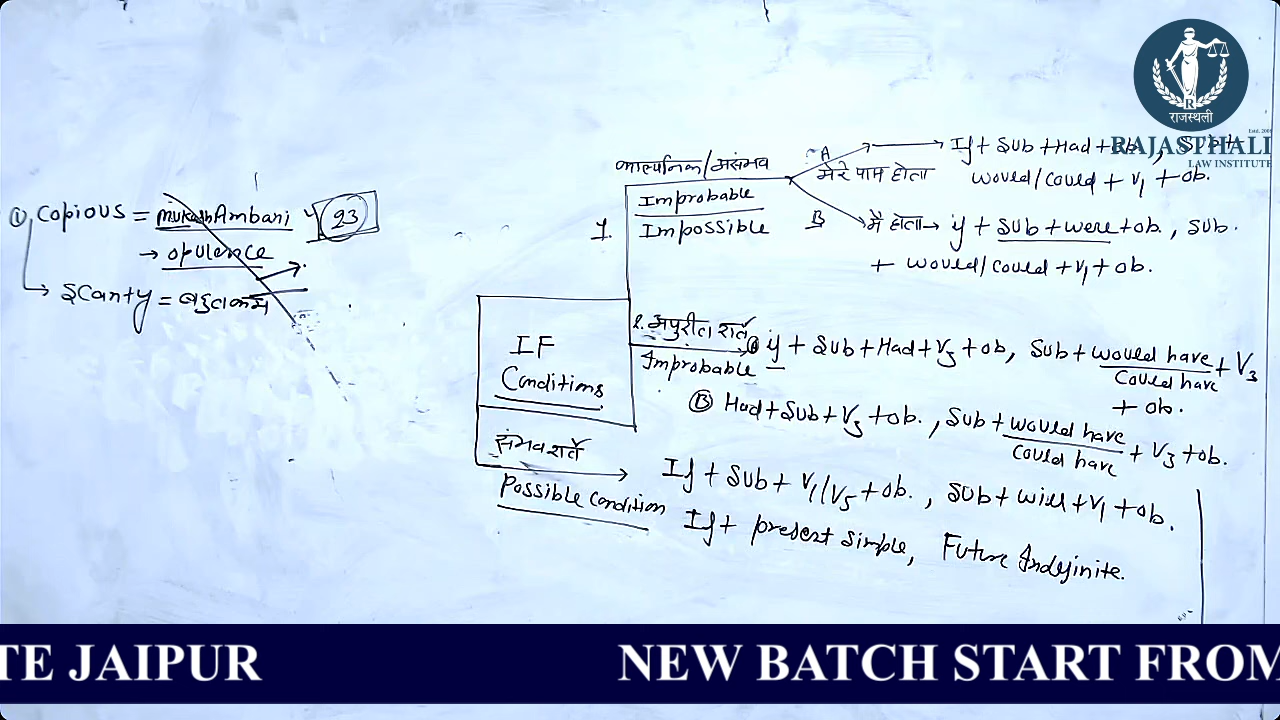 ① Copious = Mukesh Ambani 23
→ opulence
→ Scanty = बहुत कम
IF
Conditions
1.
काल्पनिक/असंभव
Improbable
Impossible
A मेरे पास होता → If + Sub + Had + ob., Sub +
would/could + V1 + ob.
B मैं होता → if + Sub + were + ob., Sub.
+ would/could + V1 + ob.
2. अपुरीत शर्त
Improbable
Ⓐ if + Sub + Had + V3 + ob, Sub + would have + V3
could have
+ ob.
Ⓑ Had + Sub + V3 + ob., Sub + would have + V3 + ob.
could have
संभव शर्त
Possible Condition
If + Sub + V1/V5 + ob., Sub + will + V1 + ob.
If + present simple, Future Indefinite.
R
राजस्थली
Estd. 200
RAJASTHALI
LAW INSTITUTE
TE JAIPUR NEW BATCH START FROM